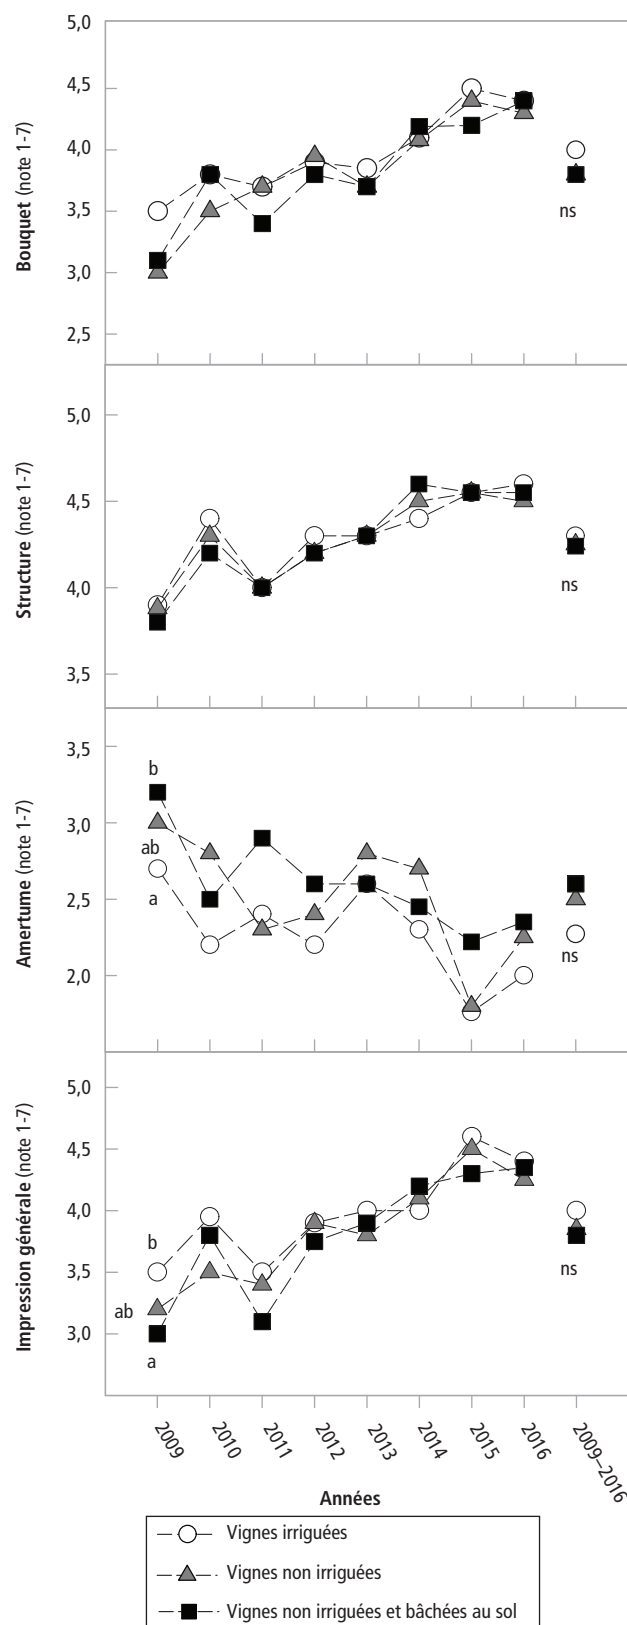 5,0
4,5
4,0
3,5
3,0
2,5
Bouquet (note 1-7)
ns
5,0
4,5
4,0
3,5
Structure (note 1-7)
ns
3,5
3,0
2,5
2,0
Amertume (note 1-7)
b
ab
a
ns
5,0
4,5
4,0
3,5
3,0
Impression générale (note 1-7)
b
ab
a
ns
2009
2010
2011
2012
2013
2014
2015
2016
2009–2016
Années
Vignes irriguées
Vignes non irriguées
Vignes non irriguées et bâchées au sol